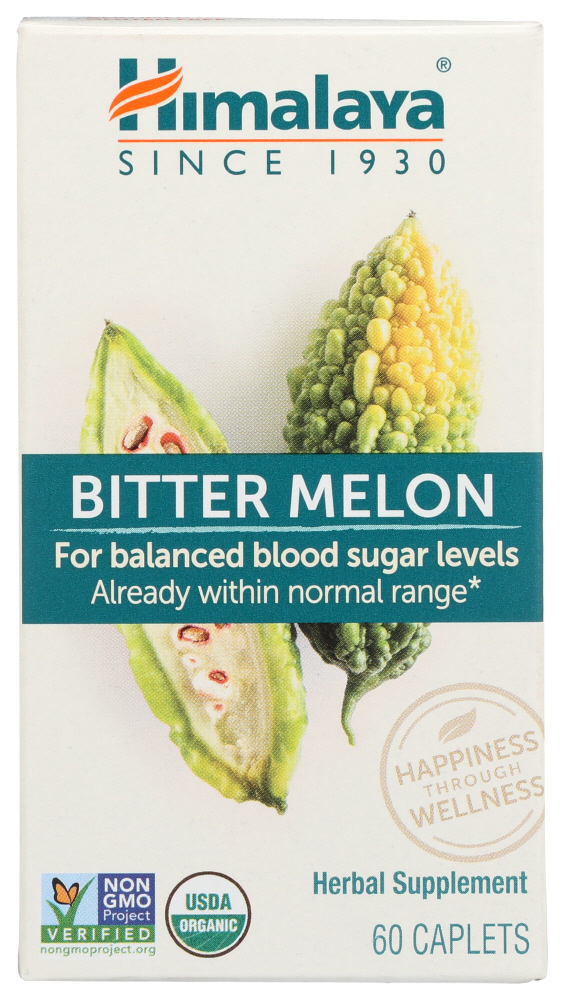 Himalaya®
SINCE 1930
BITTER MELON
For balanced blood sugar levels
Already within normal range*
HAPPINESS
THROUGH
WELLNESS
Herbal Supplement
60 CAPLETS
NON
GMO
Project
VERIFIED
nongmoproject.org
USDA
ORGANIC